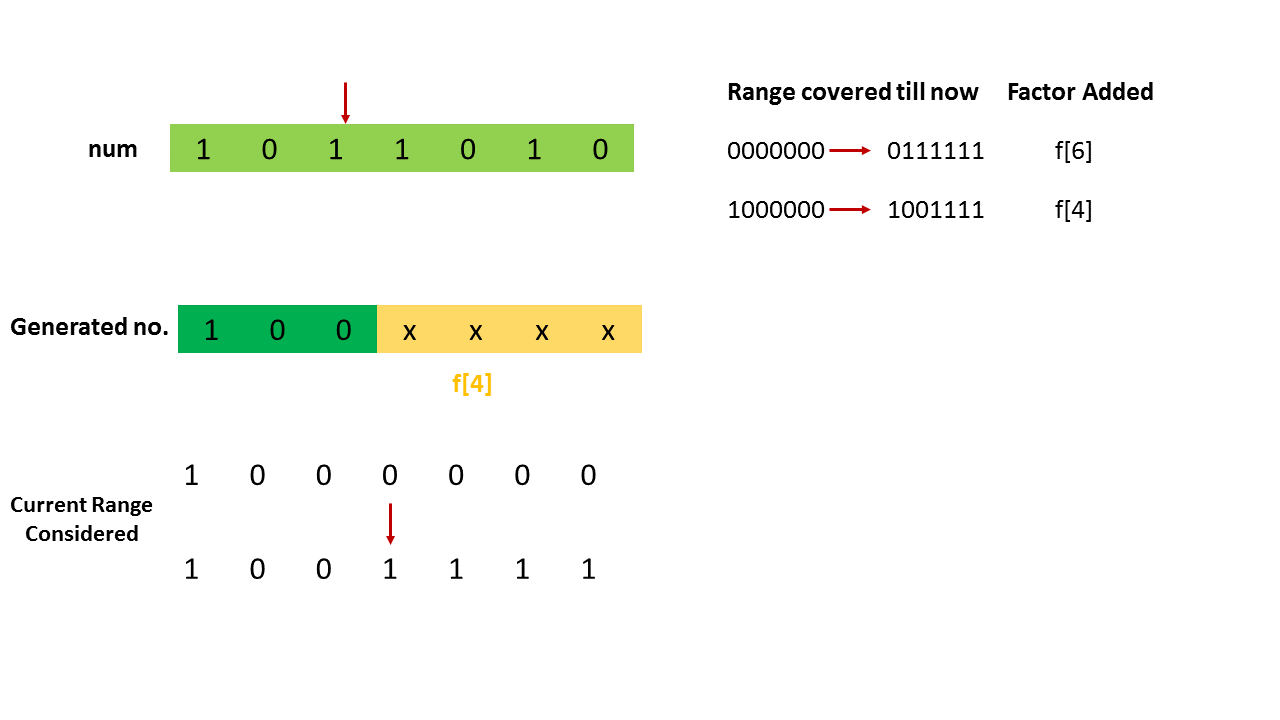 num
1 0 1 1 0 1 0
Range covered till now Factor Added
0000000 0111111 f[6]
1000000 1001111 f[4]
Generated no.
1 0 0 x x x x
f[4]
1 0 0 0 0 0 0
Current Range
Considered
1 0 0 1 1 1 1